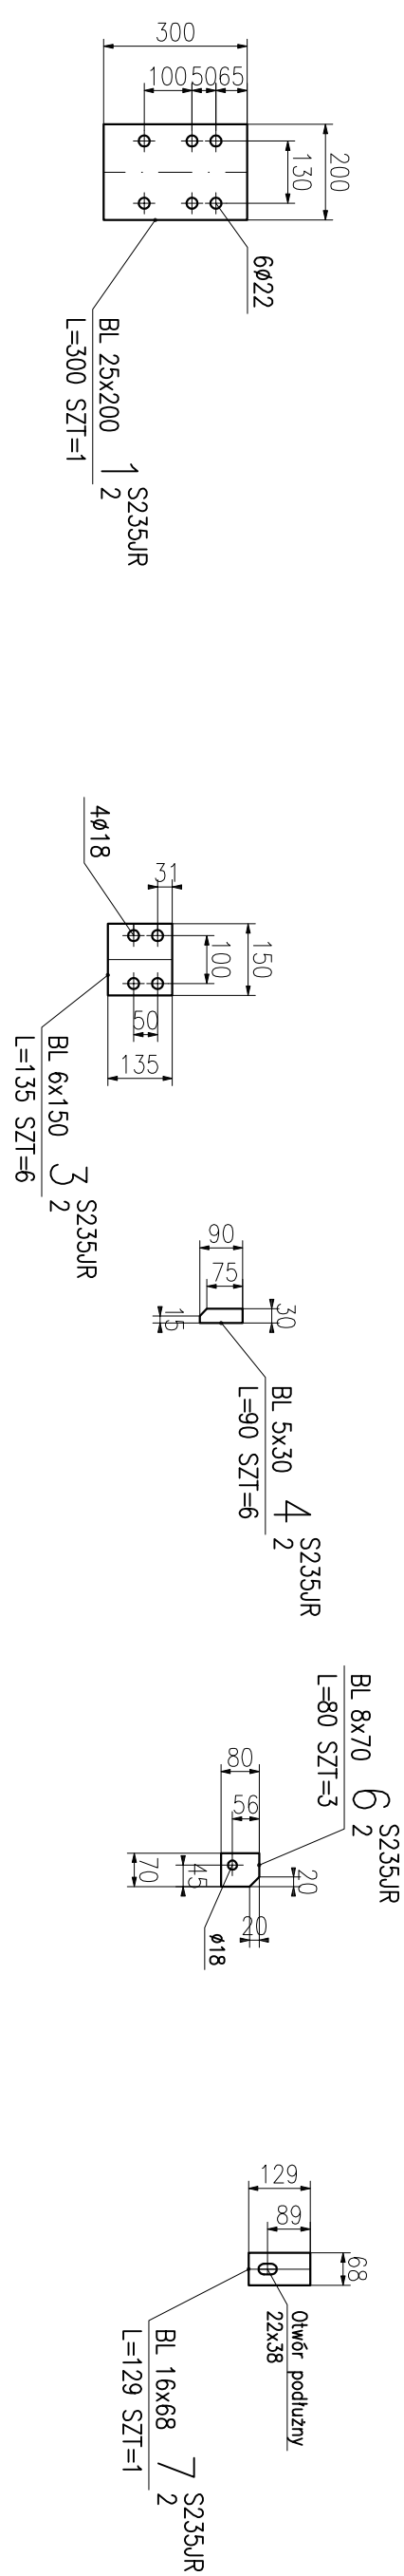 300
100
50
65
130
200
6ø22
BL 25x200
L=300 SZT=1
1
2
S235JR
4ø18
31
100
150
50
135
BL 6x150
L=135 SZT=6
3
2
S235JR
90
75
15
30
BL 5x30
L=90 SZT=6
4
2
S235JR
BL 8x70
L=80 SZT=3
6
2
S235JR
80
56
70
45
20
20
ø18
129
89
68
Otwór podłużny
22x38
BL 16x68
L=129 SZT=1
7
2
S235JR